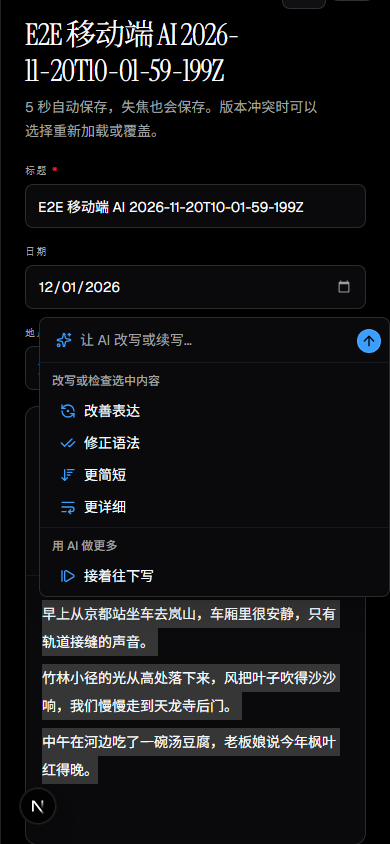 E2E 移动端 AI 2026-
11-20T10-01-59-199Z
5 秒自动保存，失焦也会保存。版本冲突时可以
选择重新加载或覆盖。
标题 *
E2E 移动端 AI 2026-11-20T10-01-59-199Z
日期
12/01/2026
地
让 AI 改写或续写...
改写或检查选中内容
改善表达
修正语法
更简短
更详细
用 AI 做更多
接着往下写
早上从京都站坐车去岚山，车厢里很安静，只有
轨道接缝的声音。
竹林小径的光从高处落下来，风把叶子吹得沙沙
响，我们慢慢走到天龙寺后门。
中午在河边吃了一碗汤豆腐，老板娘说今年枫叶
红得晚。
N